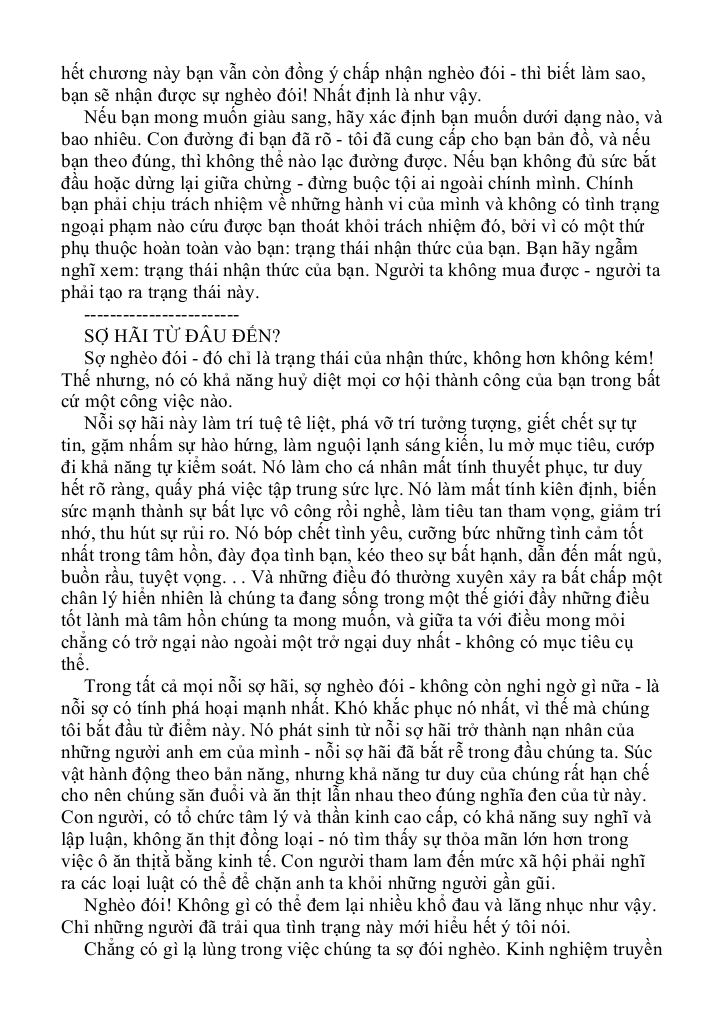 hết chương này bạn vẫn còn đồng ý chấp nhận nghèo đói - thì biết làm sao,
bạn sẽ nhận được sự nghèo đói! Nhất định là như vậy.
Nếu bạn mong muốn giàu sang, hãy xác định bạn muốn dưới dạng nào, và
bao nhiêu. Con đường đi bạn đã rõ - tôi đã cung cấp cho bạn bản đồ, và nếu
bạn theo đúng, thì không thể nào lạc đường được. Nếu bạn không đủ sức bắt
đầu hoặc dừng lại giữa chừng - đừng buộc tội ai ngoài chính mình. Chính
bạn phải chịu trách nhiệm về những hành vi của mình và không có tình trạng
ngoại phạm nào cứu được bạn thoát khỏi trách nhiệm đó, bởi vì có một thứ
phụ thuộc hoàn toàn vào bạn: trạng thái nhận thức của bạn. Bạn hãy ngẫm
nghĩ xem: trạng thái nhận thức của bạn. Người ta không mua được - người ta
phải tạo ra trạng thái này.
------------------------
SỢ HÃI TỪ ĐÂU ĐẾN?
Sợ nghèo đói - đó chỉ là trạng thái của nhận thức, không hơn không kém!
Thế nhưng, nó có khả năng huỷ diệt mọi cơ hội thành công của bạn trong bất
cứ một công việc nào.
Nỗi sợ hãi này làm trí tuệ tê liệt, phá vỡ trí tưởng tượng, giết chết sự tự
tin, gặm nhấm sự hào hứng, làm nguội lạnh sáng kiến, lu mờ mục tiêu, cướp
đi khả năng tự kiểm soát. Nó làm cho cá nhân mất tính thuyết phục, tư duy
hết rõ ràng, quấy phá việc tập trung sức lực. Nó làm mất tính kiên định, biến
sức mạnh thành sự bất lực vô công rồi nghề, làm tiêu tan tham vọng, giảm trí
nhớ, thu hút sự rủi ro. Nó bóp chết tình yêu, cưỡng bức những tình cảm tốt
nhất trong tâm hồn, đày đọa tình bạn, kéo theo sự bất hạnh, dẫn đến mất ngủ,
buồn rầu, tuyệt vọng. . . Và những điều đó thường xuyên xảy ra bất chấp một
chân lý hiển nhiên là chúng ta đang sống trong một thế giới đầy những điều
tốt lành mà tâm hồn chúng ta mong muốn, và giữa ta với điều mong mỏi
chẳng có trở ngại nào ngoài một trở ngại duy nhất - không có mục tiêu cụ
thể.
Trong tất cả mọi nỗi sợ hãi, sợ nghèo đói - không còn nghi ngờ gì nữa - là
nỗi sợ có tính phá hoại mạnh nhất. Khó khắc phục nó nhất, vì thế mà chúng
tôi bắt đầu từ điểm này. Nó phát sinh từ nỗi sợ hãi trở thành nạn nhân của
những người anh em của mình - nỗi sợ hãi đã bắt rễ trong đầu chúng ta. Súc
vật hành động theo bản năng, nhưng khả năng tư duy của chúng rất hạn chế
cho nên chúng săn đuổi và ăn thịt lẫn nhau theo đúng nghĩa đen của từ này.
Con người, có tổ chức tâm lý và thần kinh cao cấp, có khả năng suy nghĩ và
lập luận, không ăn thịt đồng loại - nó tìm thấy sự thỏa mãn lớn hơn trong
việc ô ăn thịtằ bằng kinh tế. Con người tham lam đến mức xã hội phải nghĩ
ra các loại luật có thể để chặn anh ta khỏi những người gần gũi.
Nghèo đói! Không gì có thể đem lại nhiều khổ đau và lăng nhục như vậy.
Chỉ những người đã trải qua tình trạng này mới hiểu hết ý tôi nói.
Chẳng có gì lạ lùng trong việc chúng ta sợ đói nghèo. Kinh nghiệm truyền